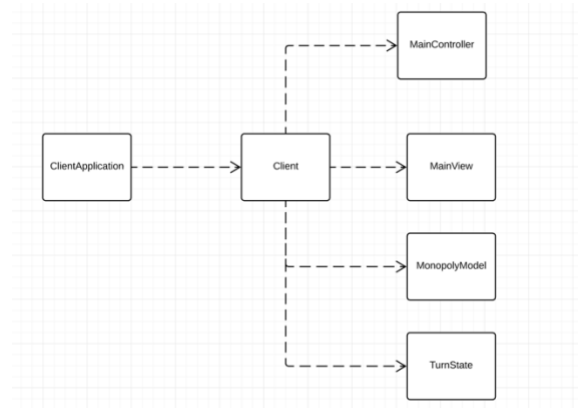 MainController
ClientApplication
Client
MainView
MonopolyModel
TurnState